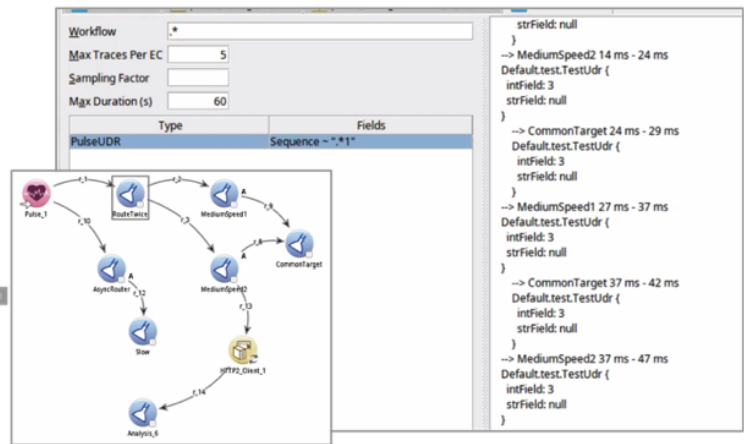 Workflow .*
Max Traces Per EC 5
Sampling Factor
Max Duration (s) 60
Type Fields
PulseUDR Sequence ~ ".*1"
Pulse_1
r_1
RouteTwice
r_2
MediumSpeed1
A
r_9
r_10
r_3
r_8
CommonTarget
A
AsyncRouter
A
MediumSpeed2
r_12
r_13
Slow
HTTP2_Client_1
r_14
Analysis_6
strField: null
}
--> MediumSpeed2 14 ms - 24 ms
Default.test.TestUdr {
intField: 3
strField: null
}
--> CommonTarget 24 ms - 29 ms
Default.test.TestUdr {
intField: 3
strField: null
}
--> MediumSpeed1 27 ms - 37 ms
Default.test.TestUdr {
intField: 3
strField: null
}
--> CommonTarget 37 ms - 42 ms
Default.test.TestUdr {
intField: 3
strField: null
}
--> MediumSpeed2 37 ms - 47 ms
Default.test.TestUdr {
intField: 3
strField: null
}